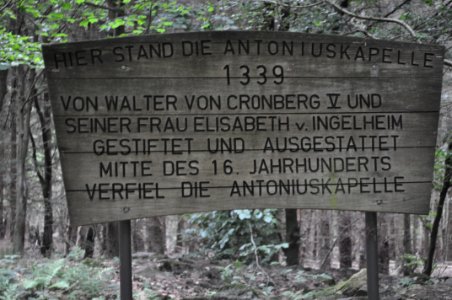 HIER STAND DIE ANTONIUSKAPELLE
1339
VON WALTER VON CRONBERG V UND
SEINER FRAU ELISABETH v. INGELHEIM
GESTIFTET UND AUSGESTATTET
MITTE DES 16. JAHRHUNDERTS
VERFIEL DIE ANTONIUSKAPELLE